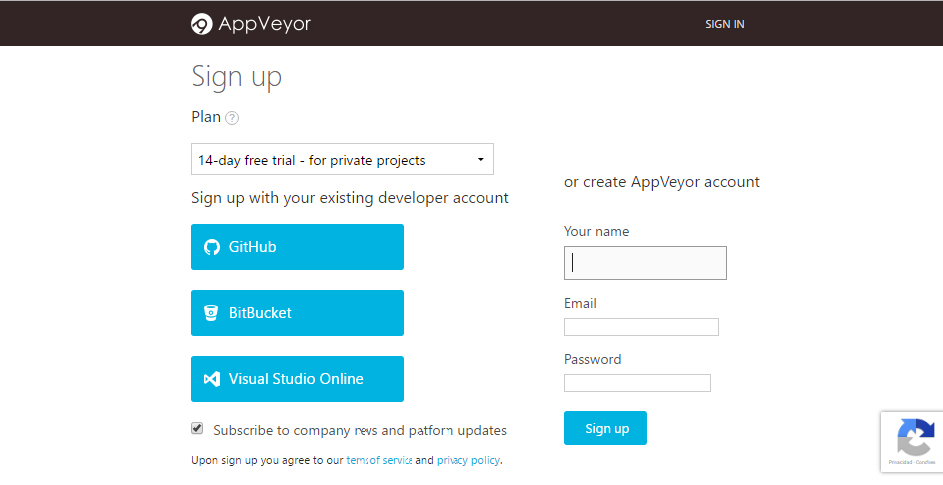 AppVeyor
SIGN IN
Sign up
Plan ?
14-day free trial - for private projects
Sign up with your existing developer account
GitHub
BitBucket
Visual Studio Online
Subscribe to company news and patform updates
Upon sign up you agree to our terms of service and privacy policy.
or create AppVeyor account
Your name
Email
Password
Sign up
Privacidad - Condiciones